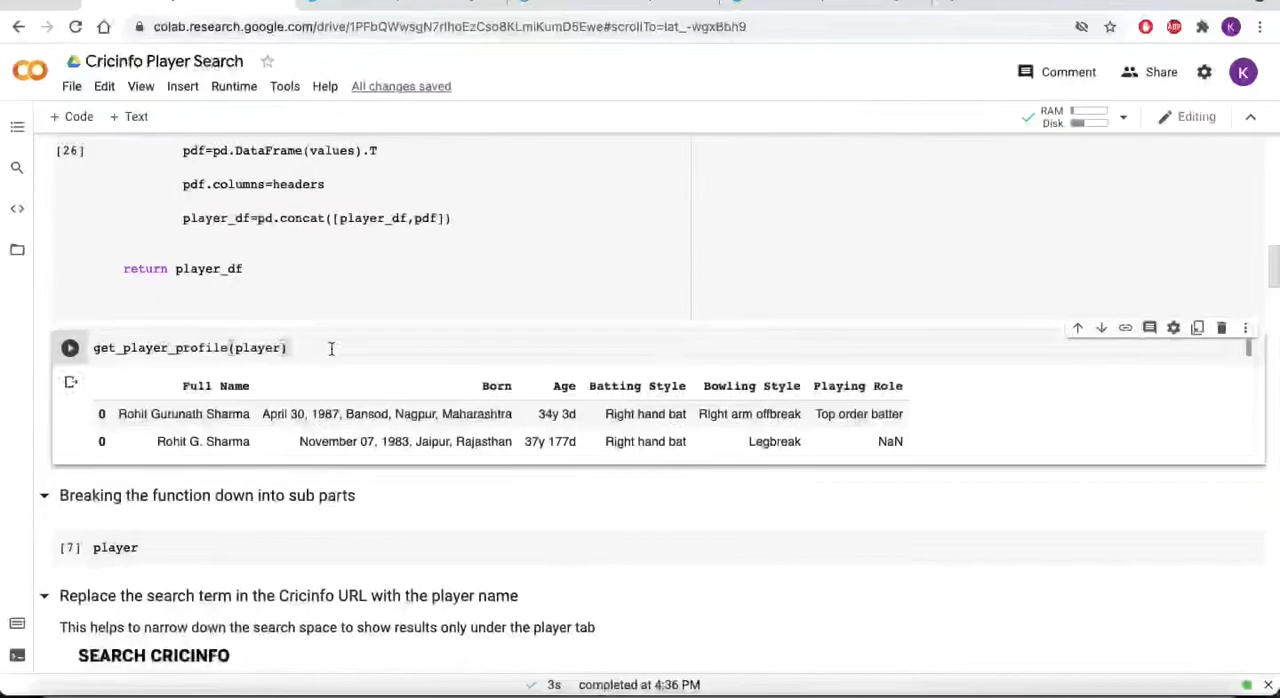 colab.research.google.com/drive/1PFbQWwsgN7rlhoEzCso8KLmiKumD5Ewe#scrollTo=lat_-wgxBbh9
K
CO
Cricinfo Player Search
File Edit View Insert Runtime Tools Help All changes saved
Comment Share K
+ Code + Text
RAM
Disk
Editing
[26] pdf=pd.DataFrame(values).T
pdf.columns=headers
player_df=pd.concat([player_df,pdf])
return player_df
get_player_profile(player)
Full Name Born Age Batting Style Bowling Style Playing Role
0 Rohit Gurunath Sharma April 30, 1987, Bansod, Nagpur, Maharashtra 34y 3d Right hand bat Right arm offbreak Top order batter
0 Rohit G. Sharma November 07, 1983, Jaipur, Rajasthan 37y 177d Right hand bat Legbreak NaN
Breaking the function down into sub parts
[7] player
Replace the search term in the Cricinfo URL with the player name
This helps to narrow down the search space to show results only under the player tab
SEARCH CRICINFO
3s completed at 4:36 PM